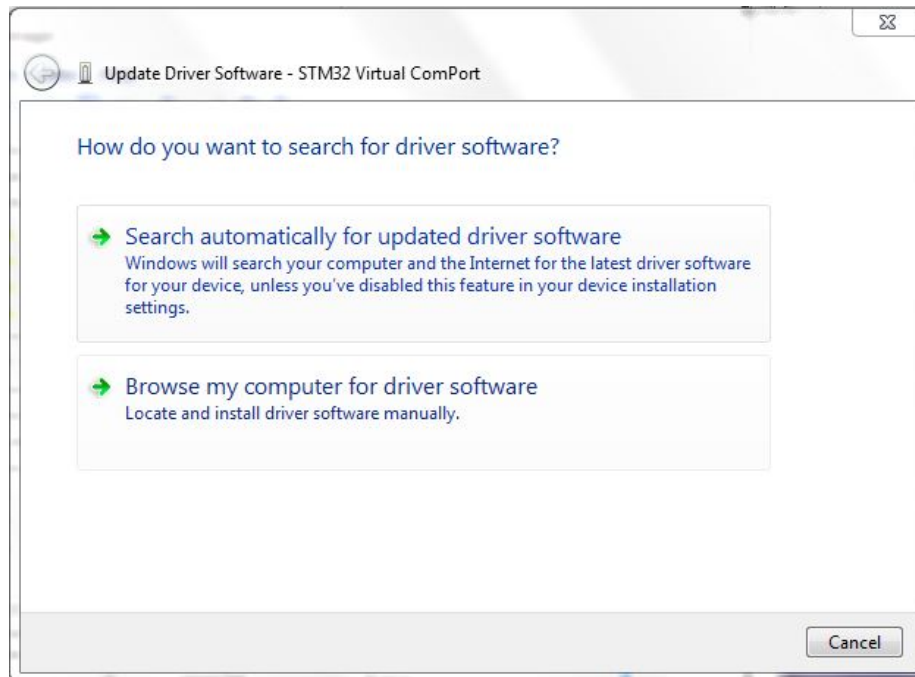 Update Driver Software - STM32 Virtual ComPort
How do you want to search for driver software?
Search automatically for updated driver software
Windows will search your computer and the Internet for the latest driver software
for your device, unless you've disabled this feature in your device installation
settings.
Browse my computer for driver software
Locate and install driver software manually.
Cancel